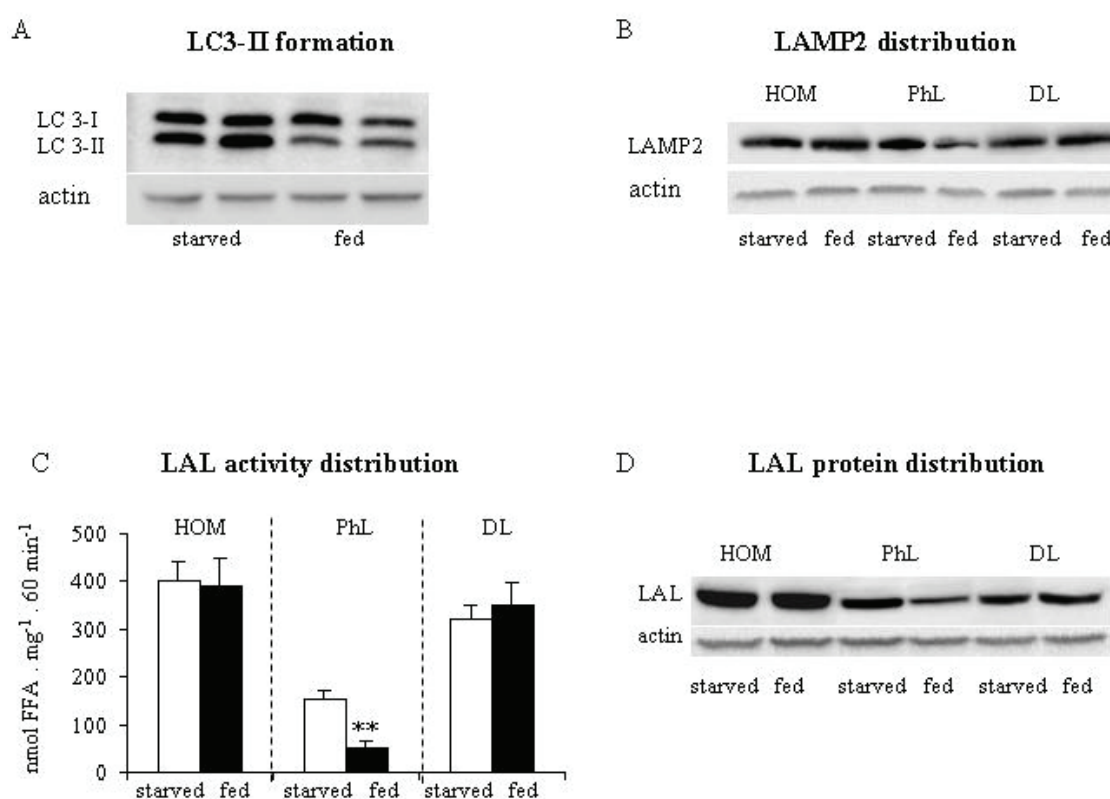 A
LC3-II formation
LC 3-I
LC 3-II
actin
starved fed
B
LAMP2 distribution
HOM PhL DL
LAMP2
actin
starved fed starved fed starved fed
C
LAL activity distribution
HOM PhL DL
nmol FFA . mg⁻¹ . 60 min⁻¹
500
400
300
200
100
0
**
starved fed starved fed starved fed
D
LAL protein distribution
HOM PhL DL
LAL
actin
starved fed starved fed starved fed